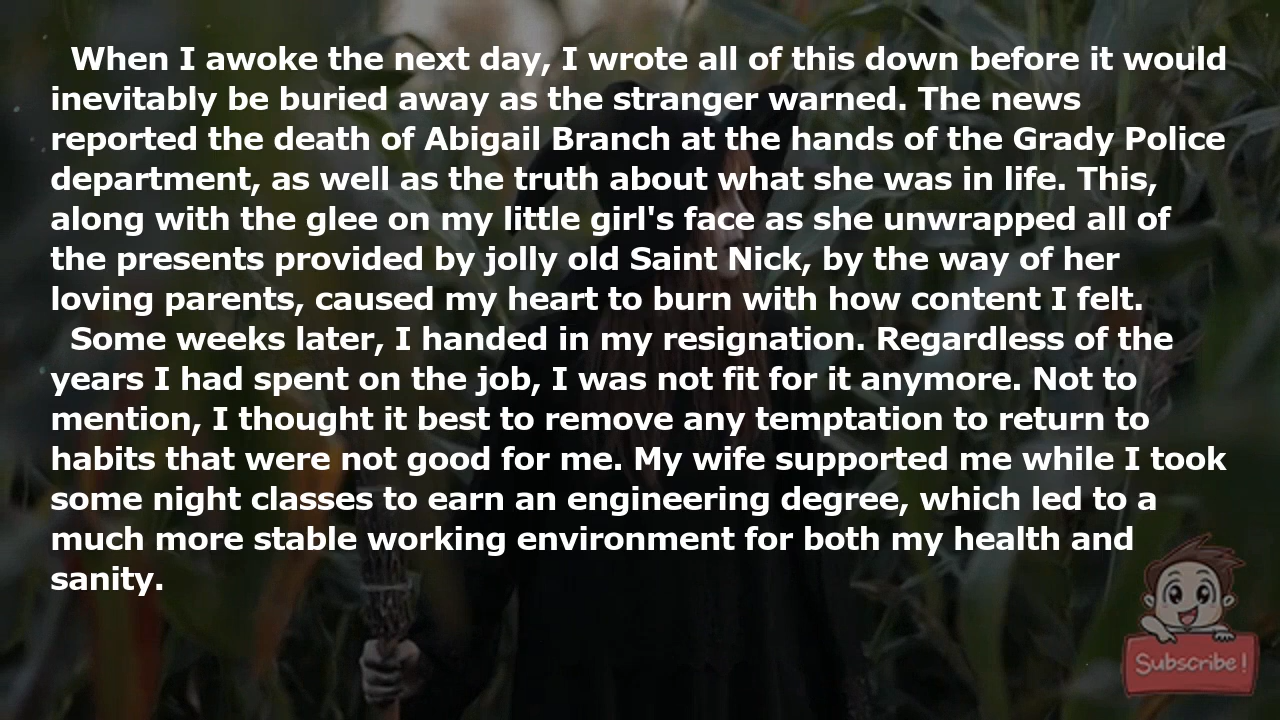 When I awoke the next day, I wrote all of this down before it would
inevitably be buried away as the stranger warned. The news
reported the death of Abigail Branch at the hands of the Grady Police
department, as well as the truth about what she was in life. This,
along with the glee on my little girl's face as she unwrapped all of
the presents provided by jolly old Saint Nick, by the way of her
loving parents, caused my heart to burn with how content I felt.
Some weeks later, I handed in my resignation. Regardless of the
years I had spent on the job, I was not fit for it anymore. Not to
mention, I thought it best to remove any temptation to return to
habits that were not good for me. My wife supported me while I took
some night classes to earn an engineering degree, which led to a
much more stable working environment for both my health and
sanity.
Subscribe!